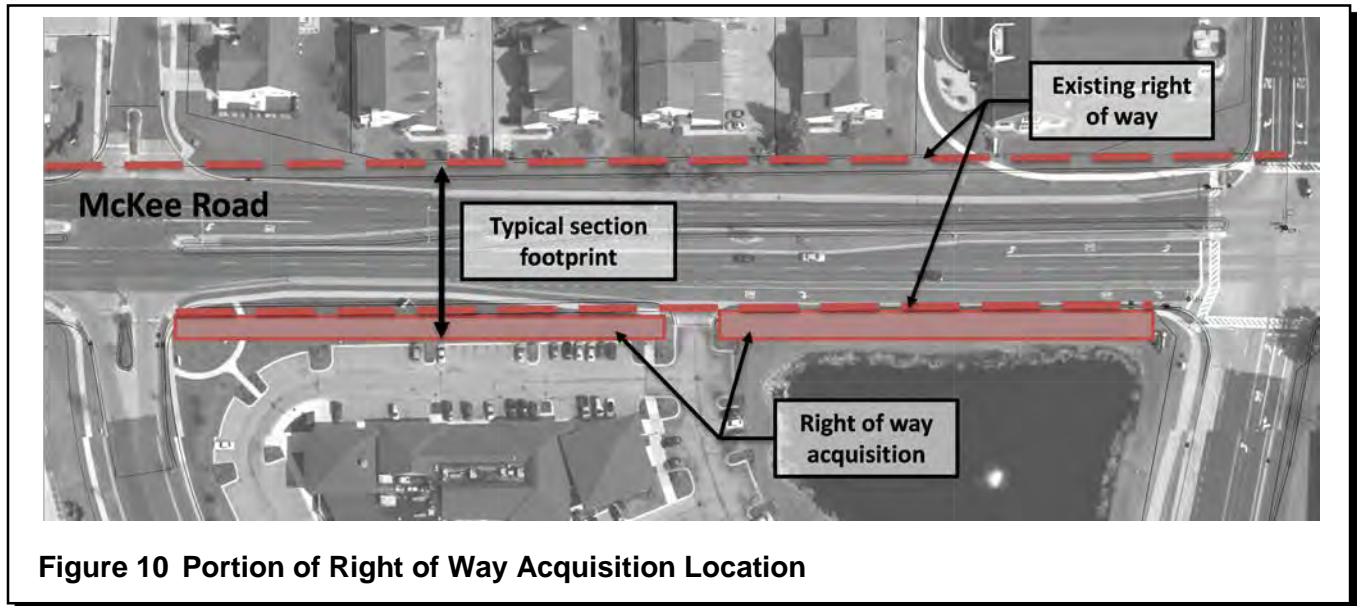 Existing right
of way
McKee Road
Typical section
footprint
Right of way
acquisition
Figure 10 Portion of Right of Way Acquisition Location